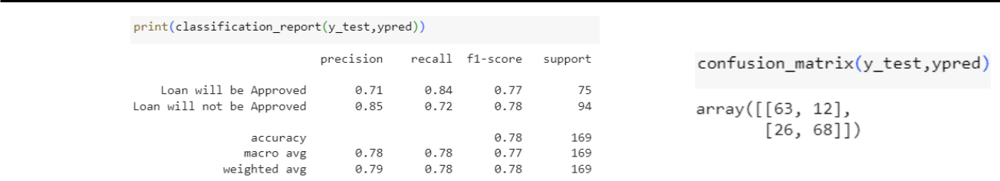 print(classification_report(y_test,ypred))
precision recall f1-score support
Loan will be Approved 0.71 0.84 0.77 75
Loan will not be Approved 0.85 0.72 0.78 94
accuracy 0.78 169
macro avg 0.78 0.78 0.77 169
weighted avg 0.79 0.78 0.78 169
confusion_matrix(y_test,ypred)
array([[63, 12],
[26, 68]])